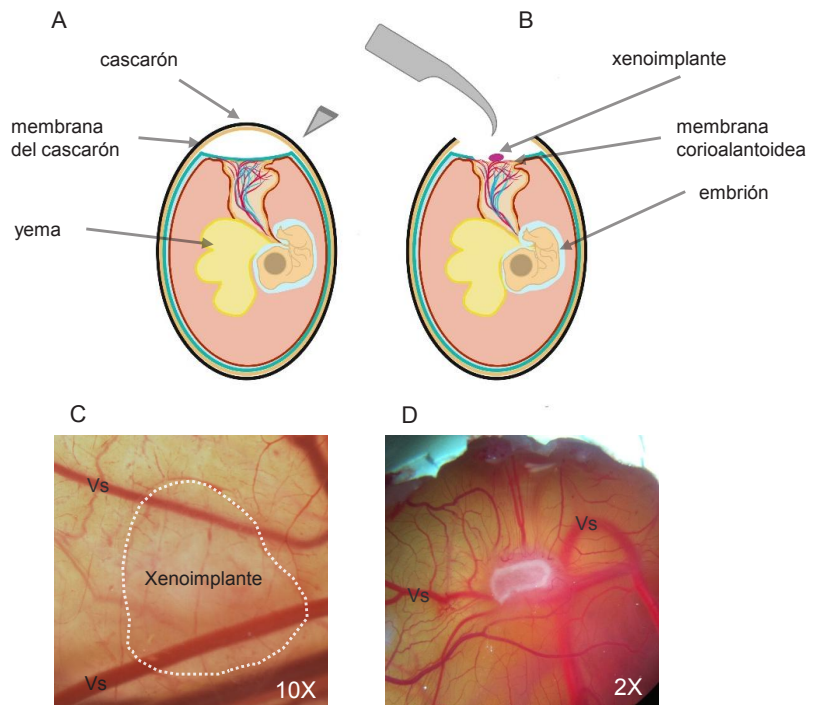 A
B
cascarón
xenoimplante
membrana
del cascarón
membrana
corioalantoidea
embrión
yema
C
D
Vs
Xenoimplante
Vs
10X
Vs
Vs
2X